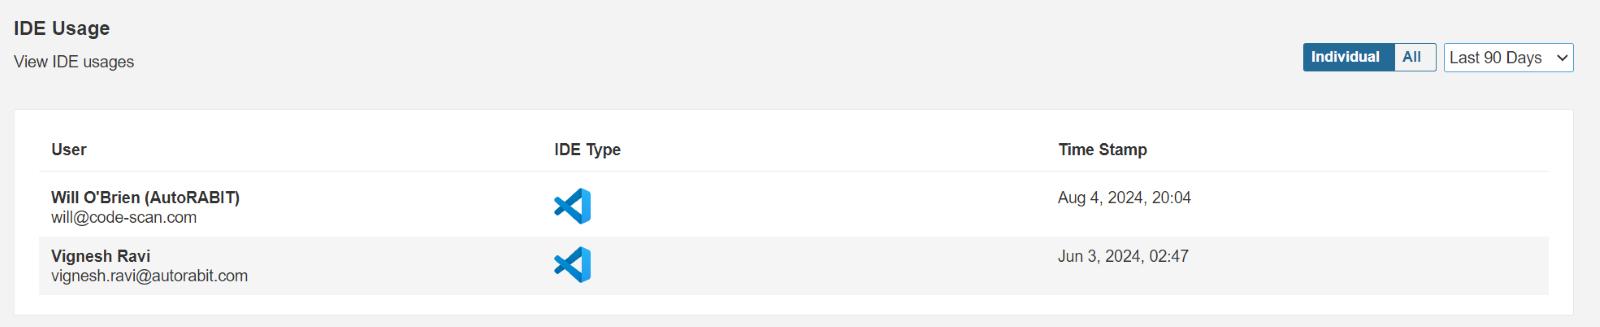 IDE Usage
View IDE usages
Individual All Last 90 Days
User IDE Type Time Stamp
Will O'Brien (AutoRABIT) Aug 4, 2024, 20:04
will@code-scan.com
Vignesh Ravi Jun 3, 2024, 02:47
vignesh.ravi@autorabit.com